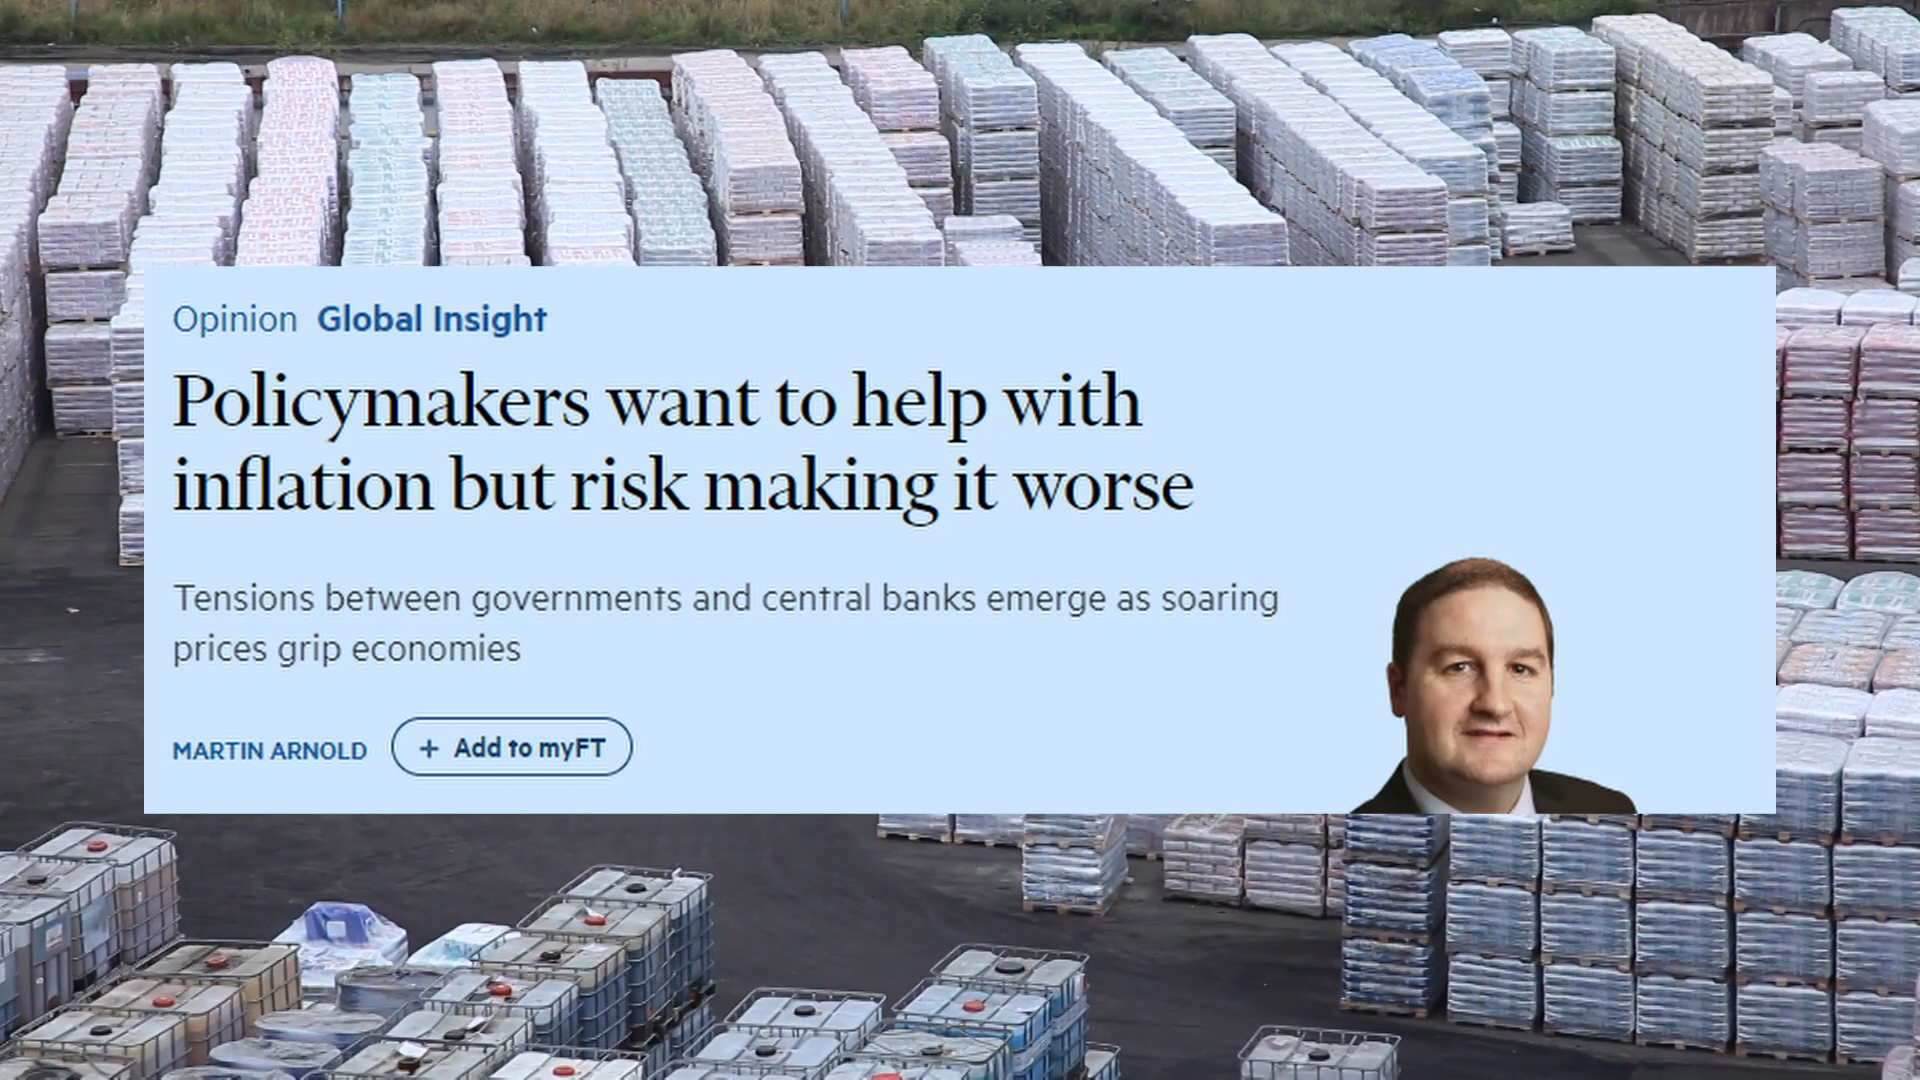 Opinion Global Insight
Policymakers want to help with
inflation but risk making it worse
Tensions between governments and central banks emerge as soaring
prices grip economies
MARTIN ARNOLD + Add to myFT